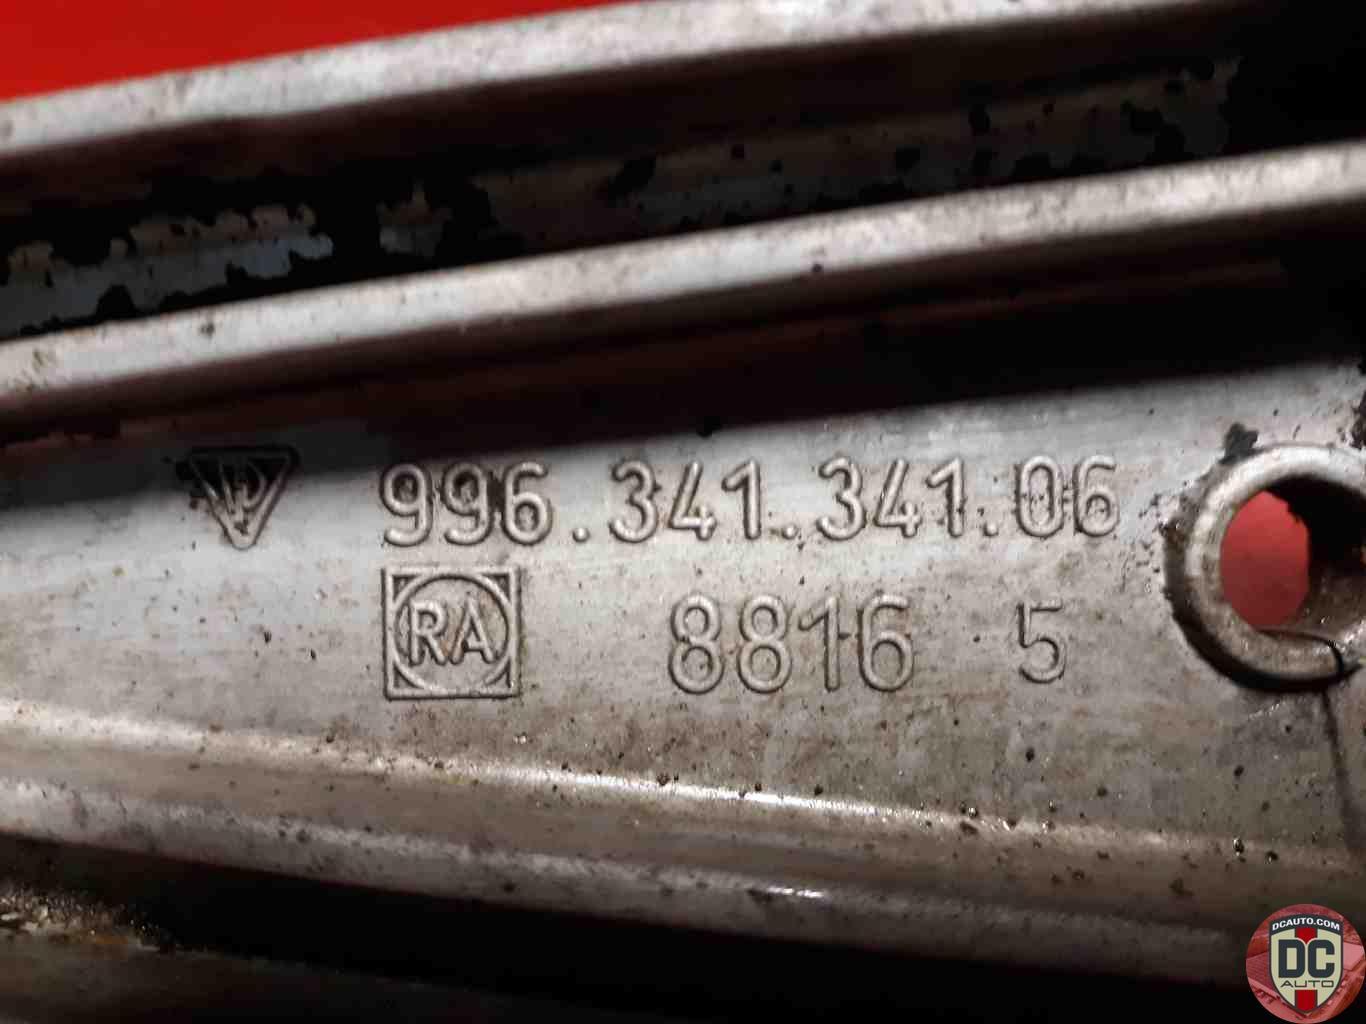 996.341.341.06
RA 8816 5
DCAUTO.COM
DC
AUTO